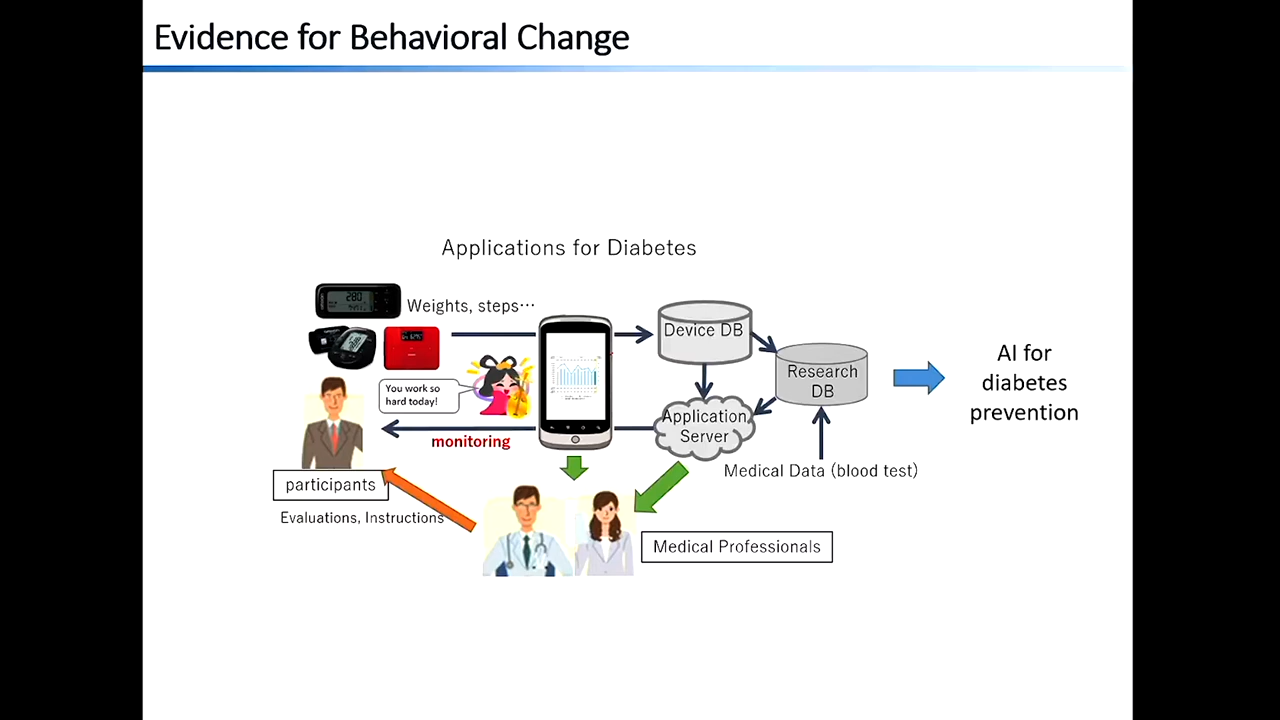 Evidence for Behavioral Change
Applications for Diabetes
Weights, steps…
Device DB
Research
DB
AI for
diabetes
prevention
You work so
hard today!
monitoring
Application
Server
Medical Data (blood test)
participants
Evaluations, Instructions
Medical Professionals